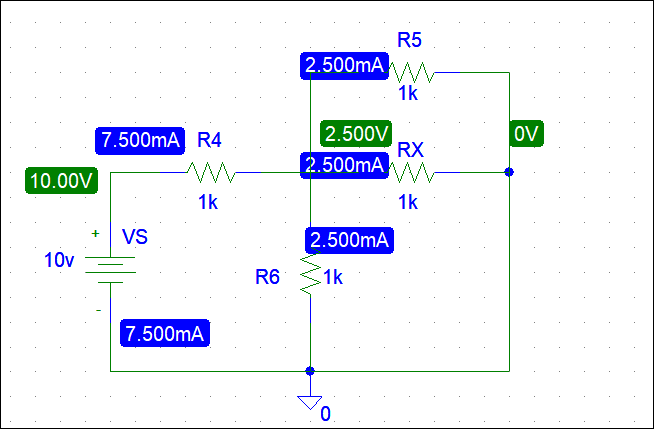 R5
2.500mA
1k
7.500mA
R4
2.500V
0V
RX
2.500mA
10.00V
1k
1k
+
VS
2.500mA
10v
R6
1k
-
7.500mA
0